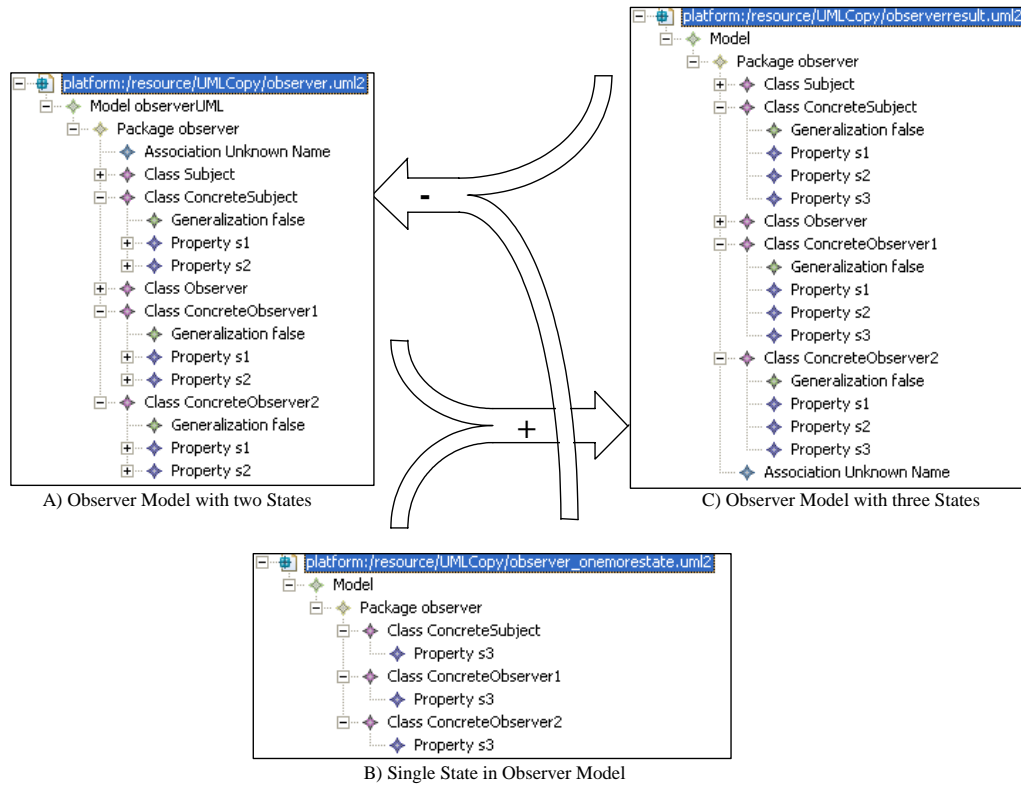 platform:/resource/UMLCopy/observer.uml2
Model observerUML
Package observer
Association Unknown Name
Class Subject
Class ConcreteSubject
Generalization false
Property s1
Property s2
Class Observer
Class ConcreteObserver1
Generalization false
Property s1
Property s2
Class ConcreteObserver2
Generalization false
Property s1
Property s2
A) Observer Model with two States
-
+
platform:/resource/UMLCopy/observerresult.uml2
Model
Package observer
Class Subject
Class ConcreteSubject
Generalization false
Property s1
Property s2
Property s3
Class Observer
Class ConcreteObserver1
Generalization false
Property s1
Property s2
Property s3
Class ConcreteObserver2
Generalization false
Property s1
Property s2
Property s3
Association Unknown Name
C) Observer Model with three States
platform:/resource/UMLCopy/observer_onemorestate.uml2
Model
Package observer
Class ConcreteSubject
Property s3
Class ConcreteObserver1
Property s3
Class ConcreteObserver2
Property s3
B) Single State in Observer Model